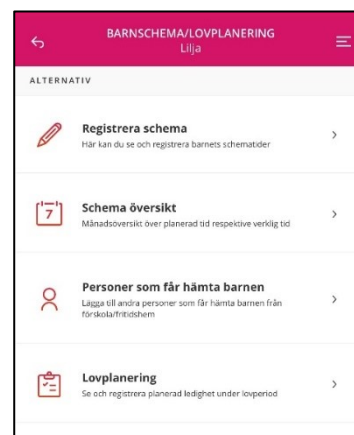 BARNSCHEMA/LOVPLANERING
Lilja
ALTERNATIV
Registrera schema
Här kan du se och registrera barnets schematider
7
Schema översikt
Månadsöversikt över planerad tid respektive verklig tid
Personer som får hämta barnen
Lägga till andra personer som får hämta barnen från
förskola/fritidshem
Lovplanering
Se och registrera planerad ledighet under lovperiod